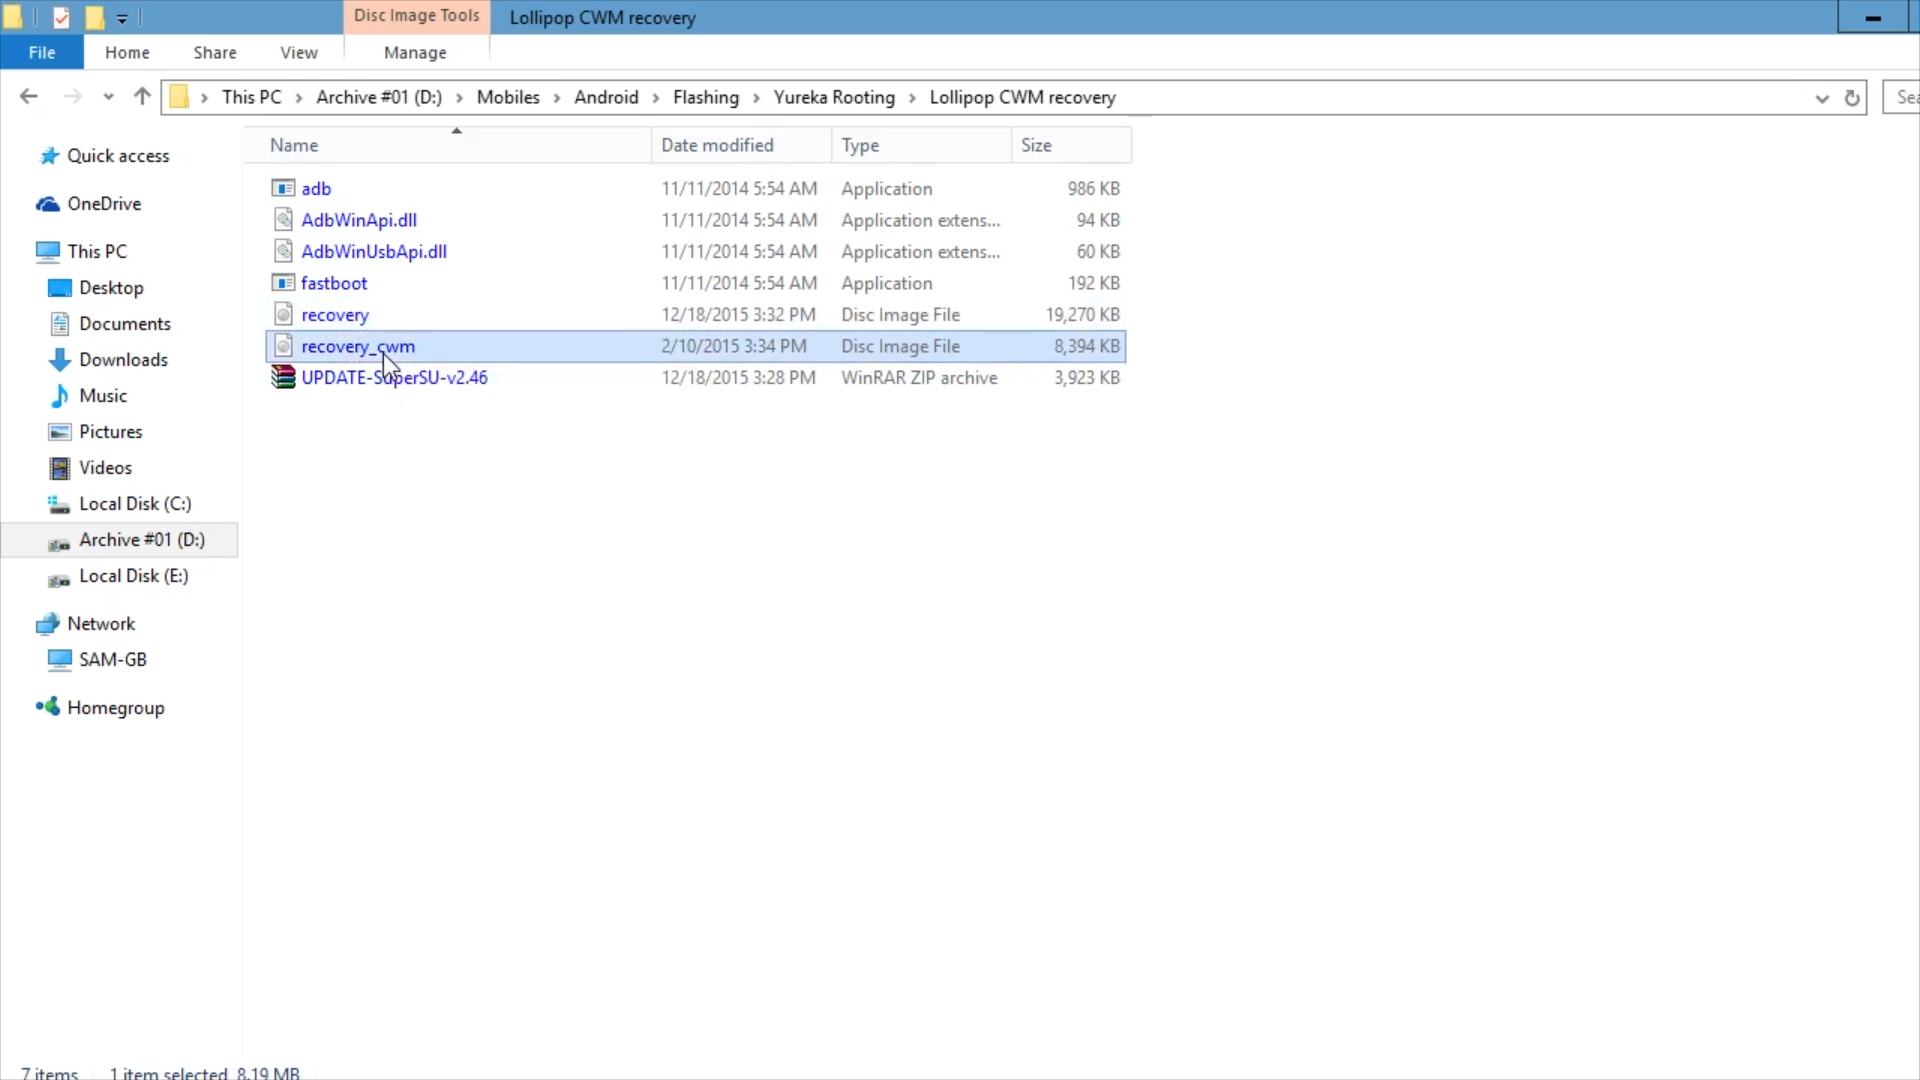 Disc Image Tools Lollipop CWM recovery
File Home Share View Manage
This PC Archive #01 (D:) Mobiles Android Flashing Yureka Rooting Lollipop CWM recovery
Name Date modified Type Size
adb 11/11/2014 5:54 AM Application 986 KB
AdbWinApi.dll 11/11/2014 5:54 AM Application extens... 94 KB
AdbWinUsbApi.dll 11/11/2014 5:54 AM Application extens... 60 KB
fastboot 11/11/2014 5:54 AM Application 192 KB
recovery 12/18/2015 3:32 PM Disc Image File 19,270 KB
recovery_cwm 2/10/2015 3:34 PM Disc Image File 8,394 KB
UPDATE-SuperSU-v2.46 12/18/2015 3:28 PM WinRAR ZIP archive 3,923 KB
Quick access
OneDrive
This PC
Desktop
Documents
Downloads
Music
Pictures
Videos
Local Disk (C:)
Archive #01 (D:)
Local Disk (E:)
Network
SAM-GB
Homegroup
7 items 1 item selected 8.19 MB